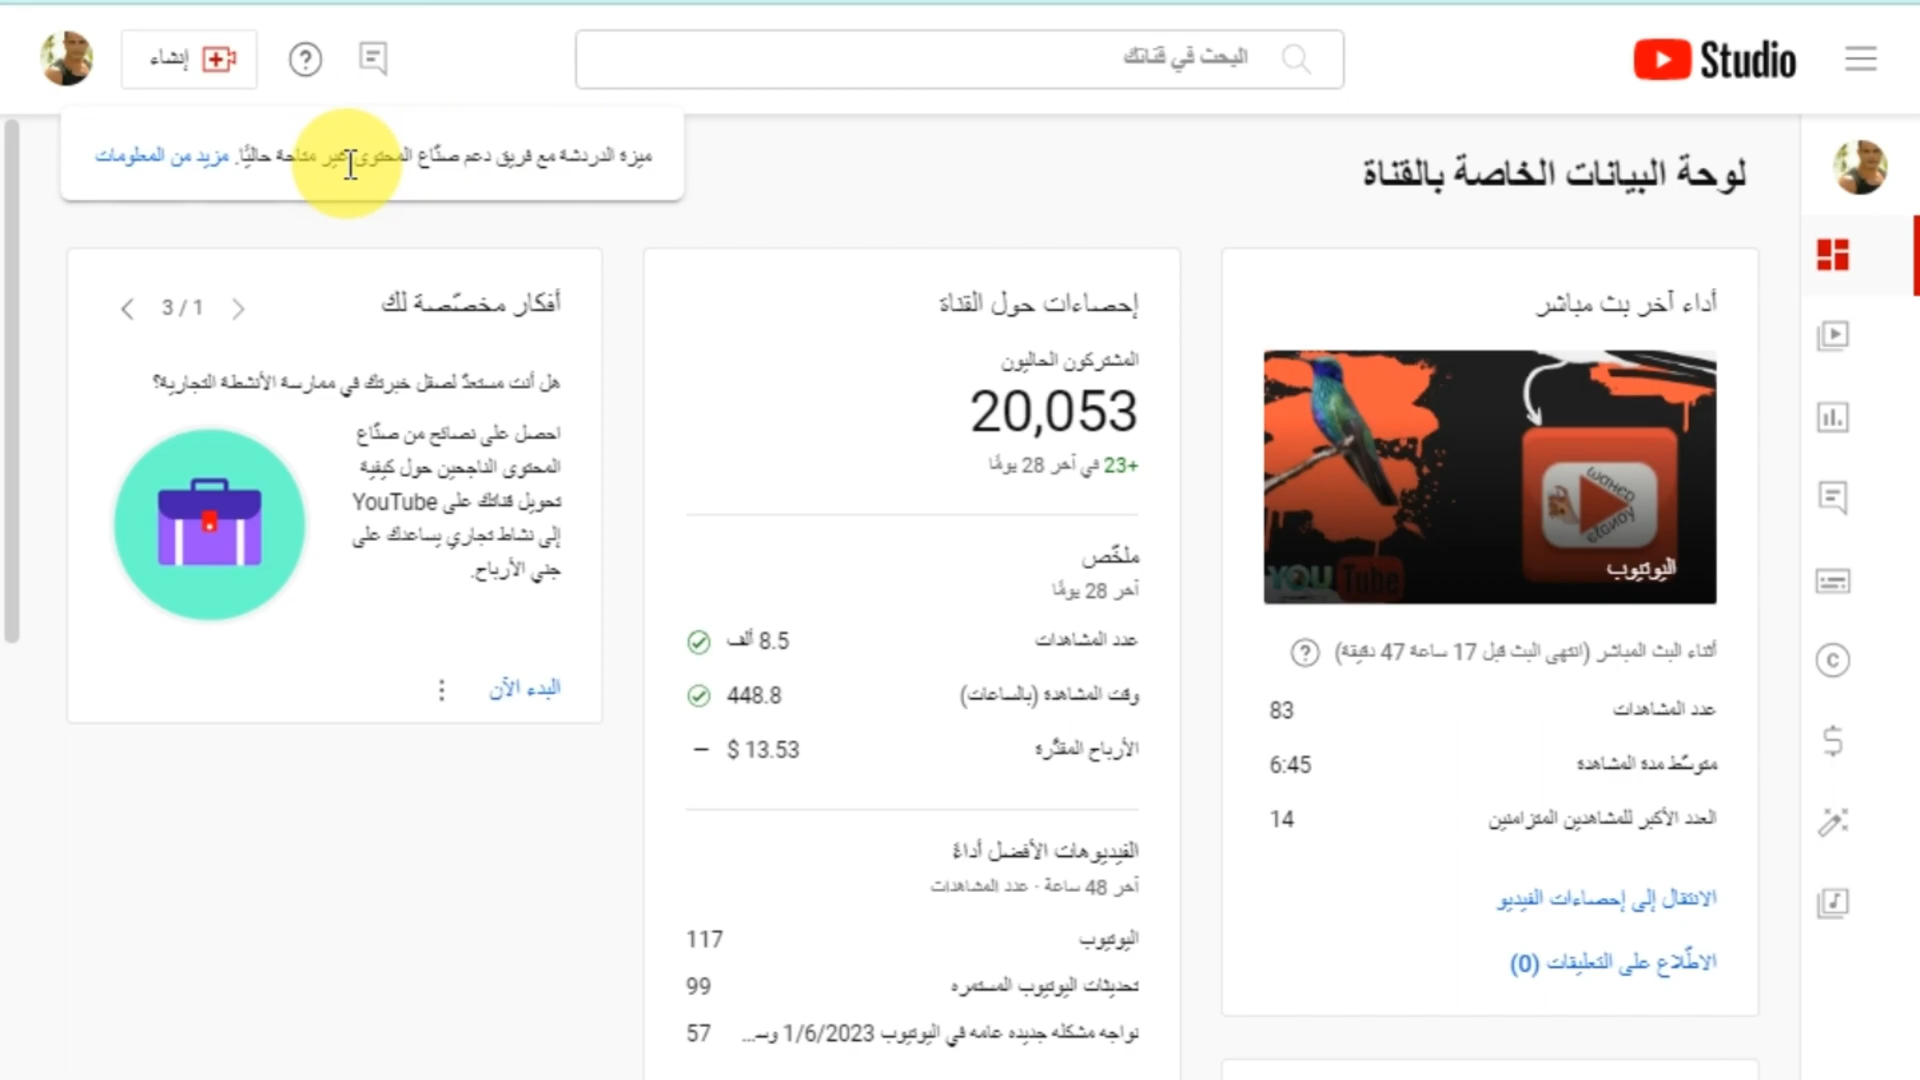 Studio
البحث في قناتك
إنشاء
ميزة الدردشة مع فريق دعم صنّاع المحتوى غير متاحة حاليًا. مزيد من المعلومات
لوحة البيانات الخاصة بالقناة
أداء آخر بث مباشر
WAHED
YOU Tube
اليوتيوب
أثناء البث المباشر (انتهى البث قبل 17 ساعة 47 دقيقة)
عدد المشاهدات 83
متوسّط مدة المشاهدة 6:45
العدد الأكبر للمشاهدين المتزامنين 14
الانتقال إلى إحصاءات الفيديو
الاطّلاع على التعليقات (0)
إحصاءات حول القناة
المشتركون الحاليون
20,053
+23 في آخر 28 يومًا
ملخّص
آخر 28 يومًا
عدد المشاهدات 8.5 ألف
وقت المشاهدة (بالساعات) 448.8
الأرباح المقدَّرة $ 13.53 –
الفيديوهات الأفضل أداءً
آخر 48 ساعة · عدد المشاهدات
اليوتيوب 117
تحديثات اليوتيوب المستمره 99
نواجه مشكله جديده عامه في اليوتيوب 1/6/2023 وس... 57
أفكار مخصّصة لك
1 / 3
هل أنت مستعدّ لصقل خبرتك في ممارسة الأنشطة التجارية؟
احصل على نصائح من صنّاع
المحتوى الناجحين حول كيفية
تحويل قناتك على YouTube
إلى نشاط تجاري يساعدك على
جني الأرباح.
البدء الآن